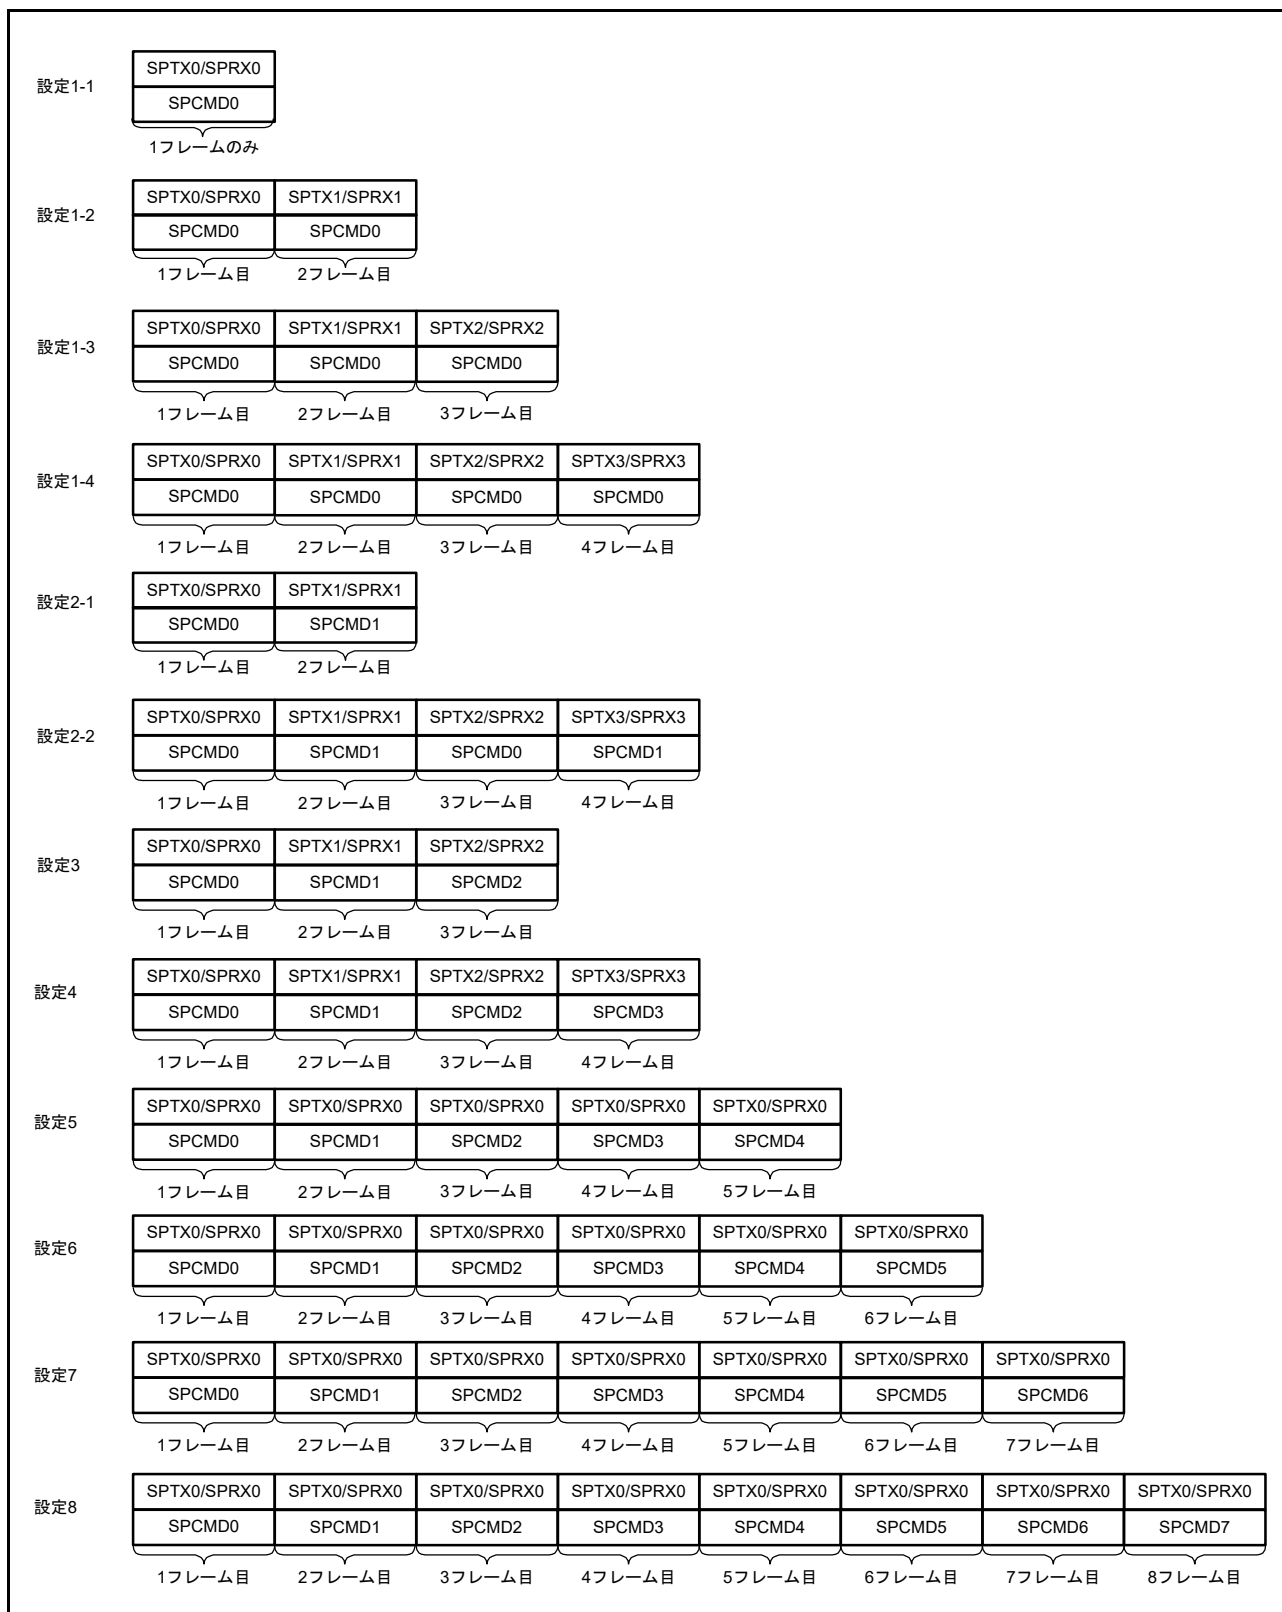 設定1-1
SPTX0/SPRX0
SPCMD0
1フレームのみ
設定1-2
SPTX0/SPRX0 SPTX1/SPRX1
SPCMD0 SPCMD0
1フレーム目 2フレーム目
設定1-3
SPTX0/SPRX0 SPTX1/SPRX1 SPTX2/SPRX2
SPCMD0 SPCMD0 SPCMD0
1フレーム目 2フレーム目 3フレーム目
設定1-4
SPTX0/SPRX0 SPTX1/SPRX1 SPTX2/SPRX2 SPTX3/SPRX3
SPCMD0 SPCMD0 SPCMD0 SPCMD0
1フレーム目 2フレーム目 3フレーム目 4フレーム目
設定2-1
SPTX0/SPRX0 SPTX1/SPRX1
SPCMD0 SPCMD1
1フレーム目 2フレーム目
設定2-2
SPTX0/SPRX0 SPTX1/SPRX1 SPTX2/SPRX2 SPTX3/SPRX3
SPCMD0 SPCMD1 SPCMD0 SPCMD1
1フレーム目 2フレーム目 3フレーム目 4フレーム目
設定3
SPTX0/SPRX0 SPTX1/SPRX1 SPTX2/SPRX2
SPCMD0 SPCMD1 SPCMD2
1フレーム目 2フレーム目 3フレーム目
設定4
SPTX0/SPRX0 SPTX1/SPRX1 SPTX2/SPRX2 SPTX3/SPRX3
SPCMD0 SPCMD1 SPCMD2 SPCMD3
1フレーム目 2フレーム目 3フレーム目 4フレーム目
設定5
SPTX0/SPRX0 SPTX0/SPRX0 SPTX0/SPRX0 SPTX0/SPRX0 SPTX0/SPRX0
SPCMD0 SPCMD1 SPCMD2 SPCMD3 SPCMD4
1フレーム目 2フレーム目 3フレーム目 4フレーム目 5フレーム目
設定6
SPTX0/SPRX0 SPTX0/SPRX0 SPTX0/SPRX0 SPTX0/SPRX0 SPTX0/SPRX0 SPTX0/SPRX0
SPCMD0 SPCMD1 SPCMD2 SPCMD3 SPCMD4 SPCMD5
1フレーム目 2フレーム目 3フレーム目 4フレーム目 5フレーム目 6フレーム目
設定7
SPTX0/SPRX0 SPTX0/SPRX0 SPTX0/SPRX0 SPTX0/SPRX0 SPTX0/SPRX0 SPTX0/SPRX0 SPTX0/SPRX0
SPCMD0 SPCMD1 SPCMD2 SPCMD3 SPCMD4 SPCMD5 SPCMD6
1フレーム目 2フレーム目 3フレーム目 4フレーム目 5フレーム目 6フレーム目 7フレーム目
設定8
SPTX0/SPRX0 SPTX0/SPRX0 SPTX0/SPRX0 SPTX0/SPRX0 SPTX0/SPRX0 SPTX0/SPRX0 SPTX0/SPRX0 SPTX0/SPRX0
SPCMD0 SPCMD1 SPCMD2 SPCMD3 SPCMD4 SPCMD5 SPCMD6 SPCMD7
1フレーム目 2フレーム目 3フレーム目 4フレーム目 5フレーム目 6フレーム目 7フレーム目 8フレーム目